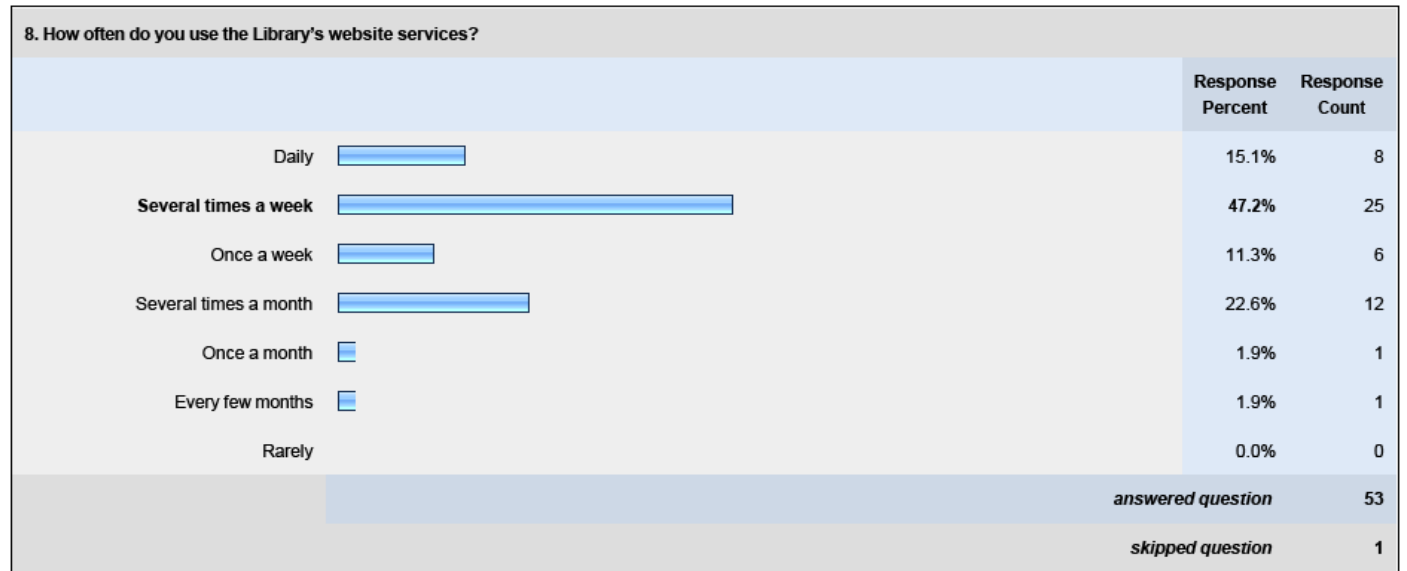 8. How often do you use the Library's website services?
Response Percent Response Count
Daily 15.1% 8
Several times a week 47.2% 25
Once a week 11.3% 6
Several times a month 22.6% 12
Once a month 1.9% 1
Every few months 1.9% 1
Rarely 0.0% 0
answered question 53
skipped question 1